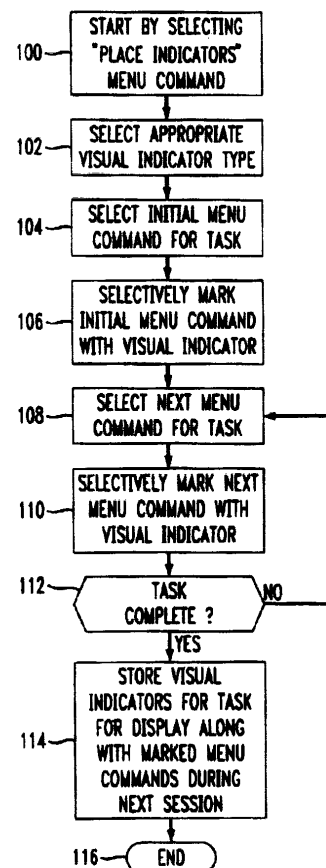 START BY SELECTING
100 "PLACE INDICATORS"
MENU COMMAND
102 SELECT APPROPRIATE
VISUAL INDICATOR TYPE
104 SELECT INITIAL MENU
COMMAND FOR TASK
SELECTIVELY MARK
106 INITIAL MENU COMMAND
WITH VISUAL INDICATOR
108 SELECT NEXT MENU
COMMAND FOR TASK
SELECTIVELY MARK NEXT
110 MENU COMMAND WITH
VISUAL INDICATOR
112 TASK NO
COMPLETE ?
YES
STORE VISUAL
INDICATORS FOR TASK
FOR DISPLAY ALONG
114 WITH MARKED MENU
COMMANDS DURING
NEXT SESSION
116 END